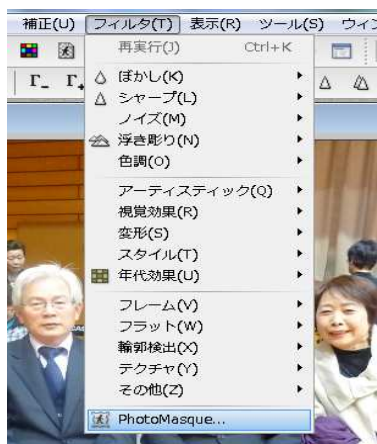 補正(U) フィルタ(T) 表示(R) ツール(S) ウィン
再実行(J) Ctrl+K
Γ- Γ+
ぼかし(K)
シャープ(L)
ノイズ(M)
浮き彫り(N)
色調(O)
アーティスティック(Q)
視覚効果(R)
変形(S)
スタイル(T)
年代効果(U)
フレーム(V)
フラット(W)
輪郭検出(X)
テクチャ(Y)
その他(Z)
PhotoMasque...